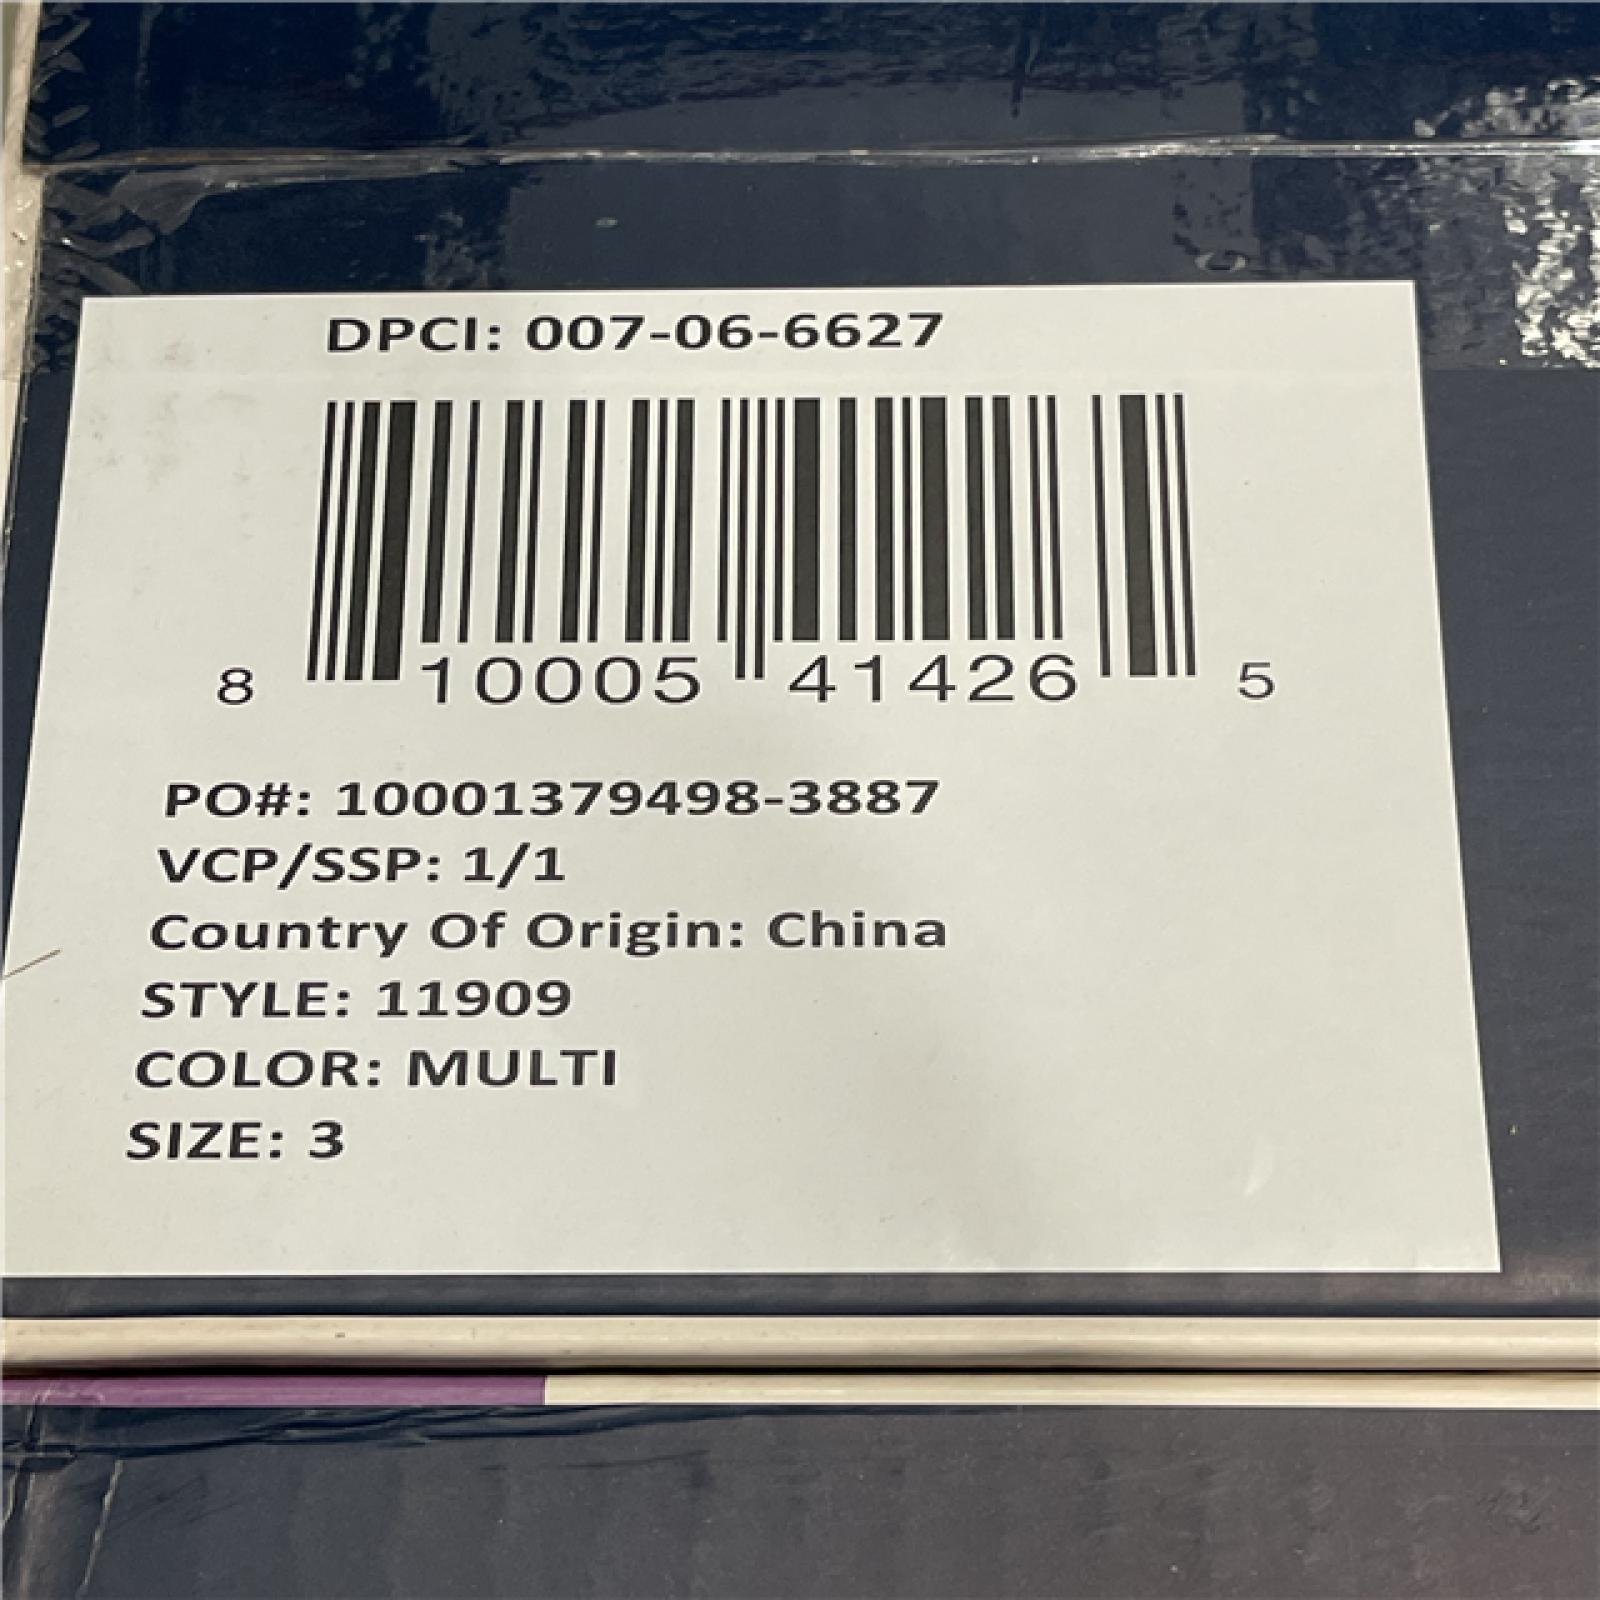 DPCI: 007-06-6627
8 10005 41426 5
PO#: 10001379498-3887
VCP/SSP: 1/1
Country Of Origin: China
STYLE: 11909
COLOR: MULTI
SIZE: 3